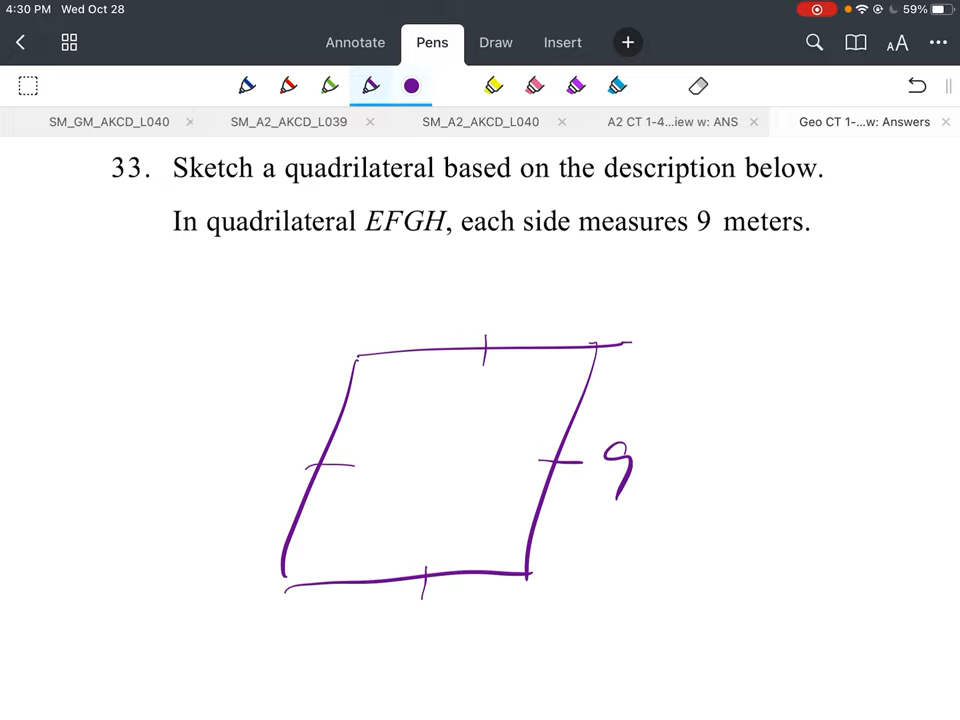 4:30 PM Wed Oct 28
59%
Annotate Pens Draw Insert
AA
SM_GM_AKCD_L040 × SM_A2_AKCD_L039 × SM_A2_AKCD_L040 × A2 CT 1-4...iew w: ANS × Geo CT 1-...w: Answers ×
33. Sketch a quadrilateral based on the description below.
In quadrilateral EFGH, each side measures 9 meters.
9